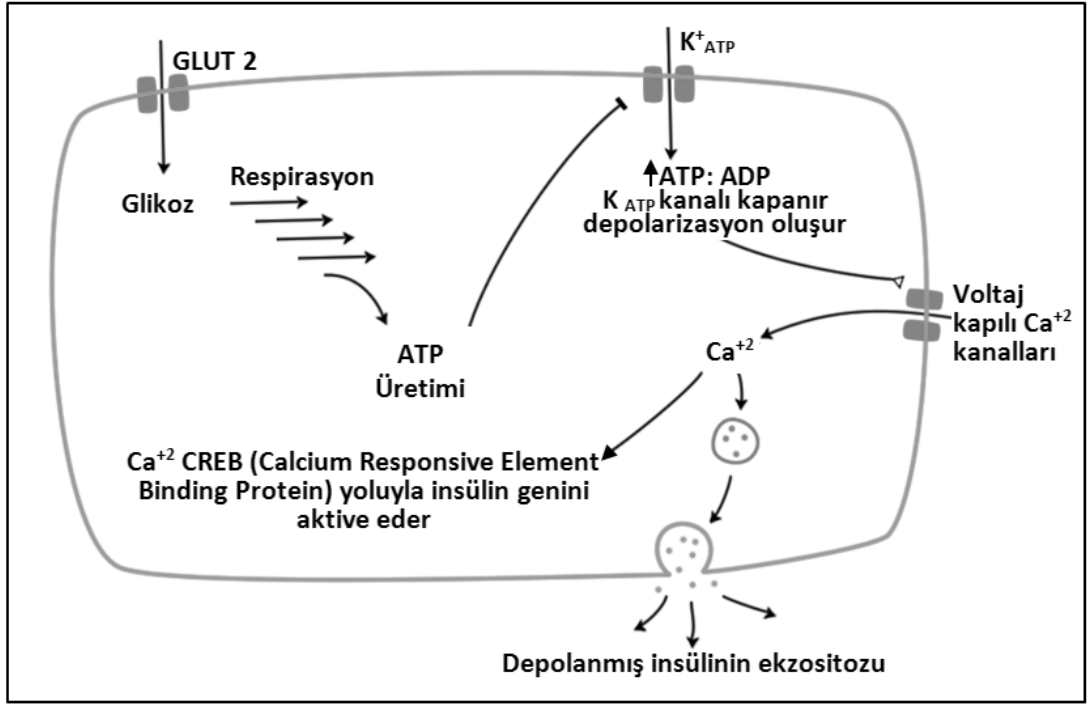 GLUT 2
K⁺ATP
Glikoz
Respirasyon
ATP: ADP
K ATP kanalı kapanır
depolarizasyon oluşur
Voltaj
kapılı Ca⁺²
kanalları
ATP
Üretimi
Ca⁺²
Ca⁺² CREB (Calcium Responsive Element
Binding Protein) yoluyla insülin genini
aktive eder
Depolanmış insülinin ekzositozu